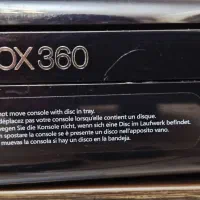 OX 360
not move console with disc in tray.
déplacez pas votre console lorsqu'elle contient un disque.
wegen Sie die Konsole nicht, wenn sich eine Disc im Laufwerk befindet.
n spostare la console se è presente un disco nell'apposito vano.
muevas la consola si hay un disco en la bandeja.